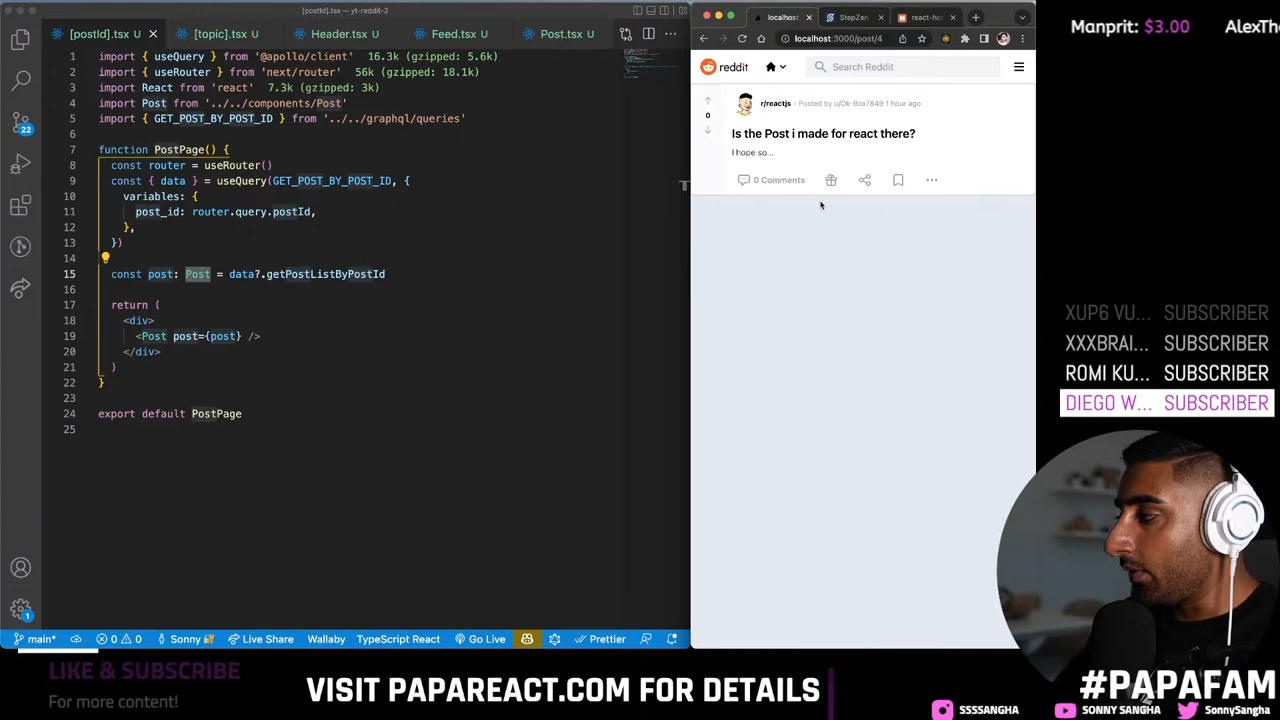 [postId].tsx — yt-reddit-2
[postId].tsx U
[topic].tsx U
Header.tsx U
Feed.tsx U
Post.tsx U
1 import { useQuery } from '@apollo/client' 16.3k (gzipped: 5.6k)
2 import { useRouter } from 'next/router' 56k (gzipped: 18.1k)
3 import React from 'react' 7.3k (gzipped: 3k)
4 import Post from '../../components/Post'
5 import { GET_POST_BY_POST_ID } from '../../graphql/queries'
6
7 function PostPage() {
8 const router = useRouter()
9 const { data } = useQuery(GET_POST_BY_POST_ID, {
10 variables: {
11 post_id: router.query.postId,
12 },
13 })
14
15 const post: Post = data?.getPostListByPostId
16
17 return (
18 <div>
19 <Post post={post} />
20 </div>
21 )
22 }
23
24 export default PostPage
25
22
1
main*
0 0
Sonny
Live Share
Wallaby
TypeScript React
Go Live
Prettier
localhost
StepZen
react-ho
localhost:3000/post/4
reddit
Search Reddit
0
r/reactjs • Posted by u/Ok-Box7849 1 hour ago
Is the Post i made for react there?
I hope so...
0 Comments
Manprit: $3.00 AlexTh
XUP6 VU... SUBSCRIBER
XXXBRAI... SUBSCRIBER
ROMI KU... SUBSCRIBER
DIEGO W... SUBSCRIBER
LIKE & SUBSCRIBE
For more content!
VISIT PAPAREACT.COM FOR DETAILS
#PAPAFAM
SSSSANGHA
SONNY SANGHA
SonnySangha